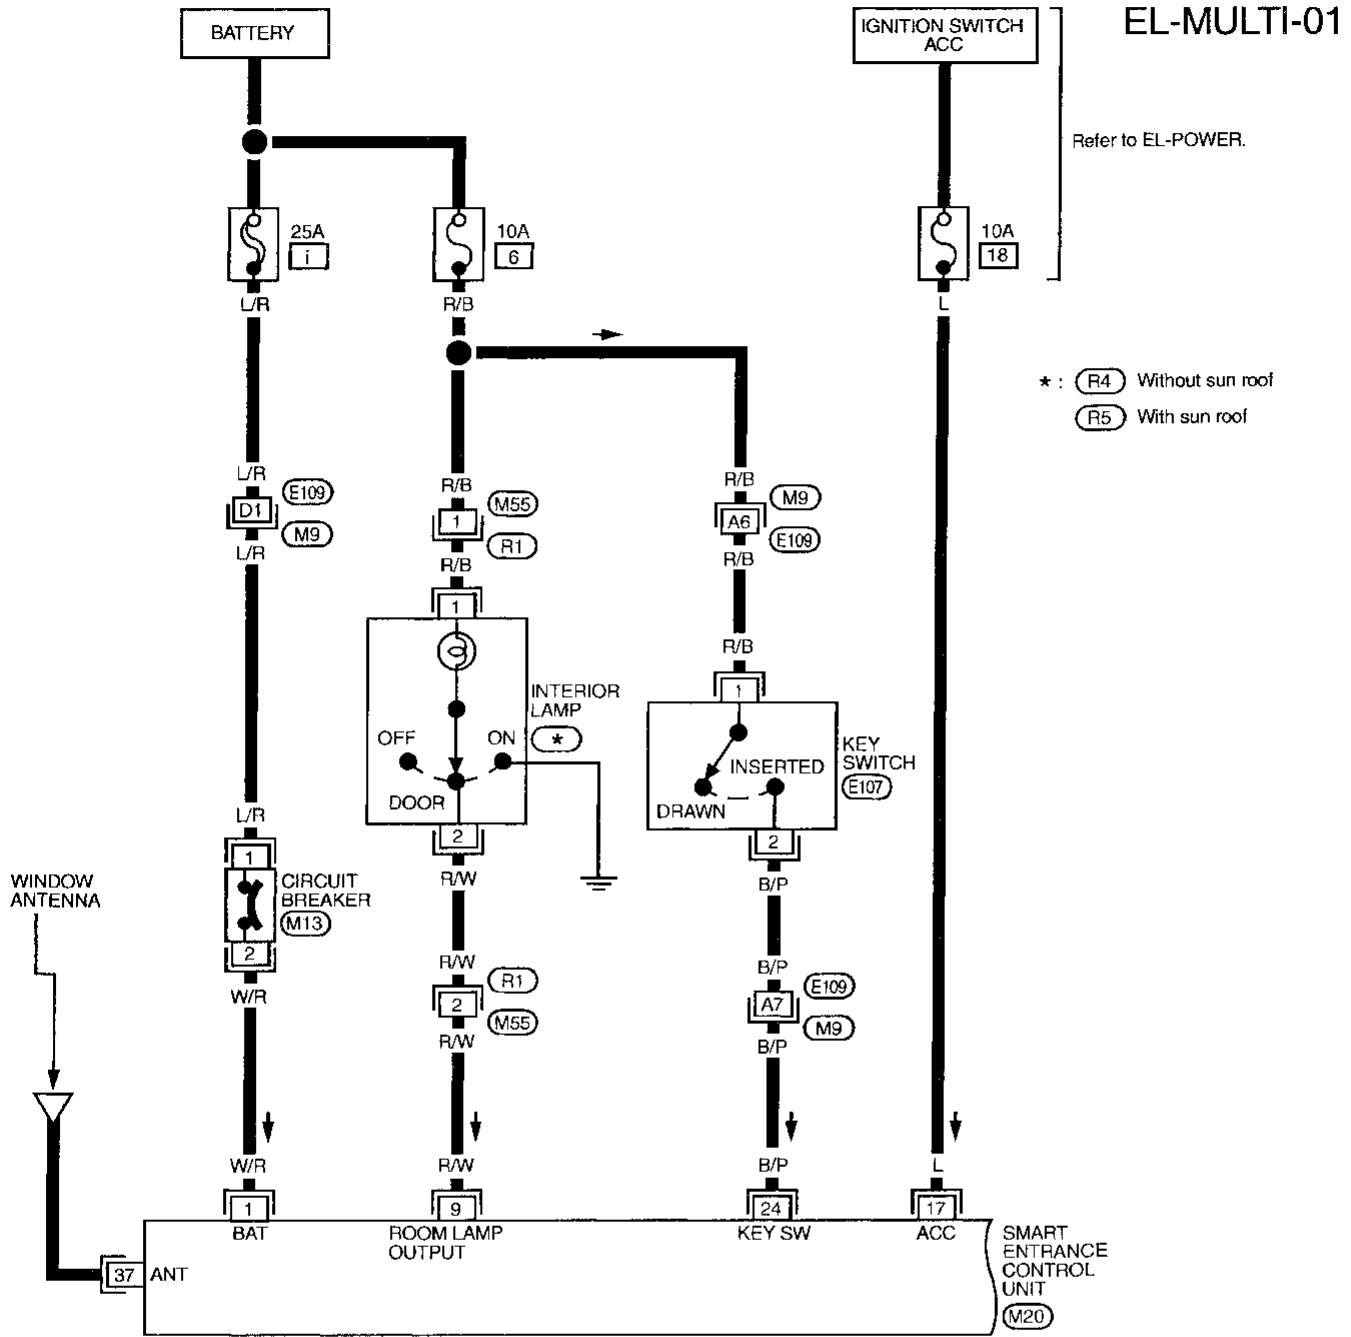 EL-MULTI-01
BATTERY
IGNITION SWITCH
ACC
Refer to EL-POWER.
25A
i
10A
6
10A
18
L/R
R/B
L
* : R4 Without sun roof
R5 With sun roof
L/R
E109
D1
M9
L/R
R/B
M55
1
R1
R/B
R/B
M9
A6
E109
R/B
1
INTERIOR
LAMP
*
OFF
ON
DOOR
2
R/B
1
KEY
SWITCH
E107
INSERTED
DRAWN
2
L/R
1
CIRCUIT
BREAKER
M13
2
W/R
WINDOW
ANTENNA
R/W
R/W
R1
2
M55
R/W
B/P
B/P
E109
A7
M9
B/P
W/R
R/W
B/P
L
1
9
24
17
BAT
ROOM LAMP
OUTPUT
KEY SW
ACC
SMART
ENTRANCE
CONTROL
UNIT
M20
37
ANT